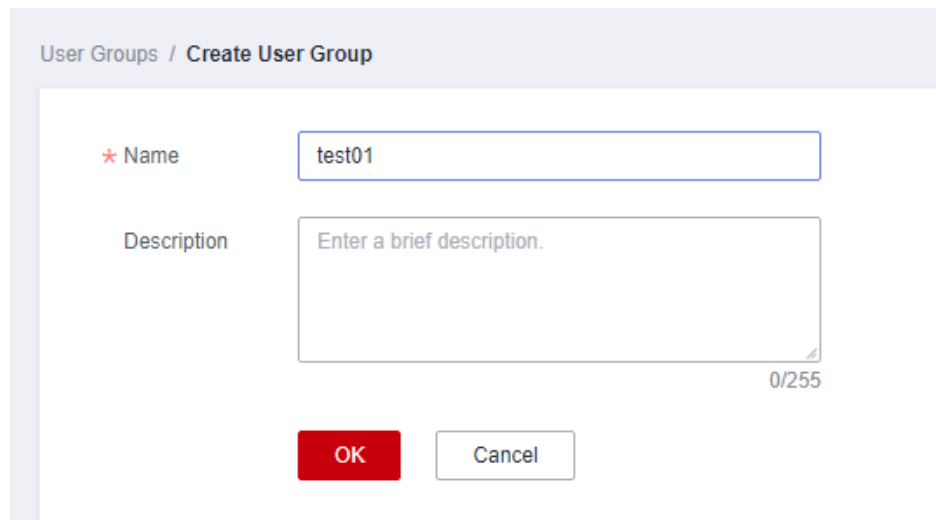 User Groups / Create User Group
* Name test01
Description Enter a brief description.
0/255
OK Cancel